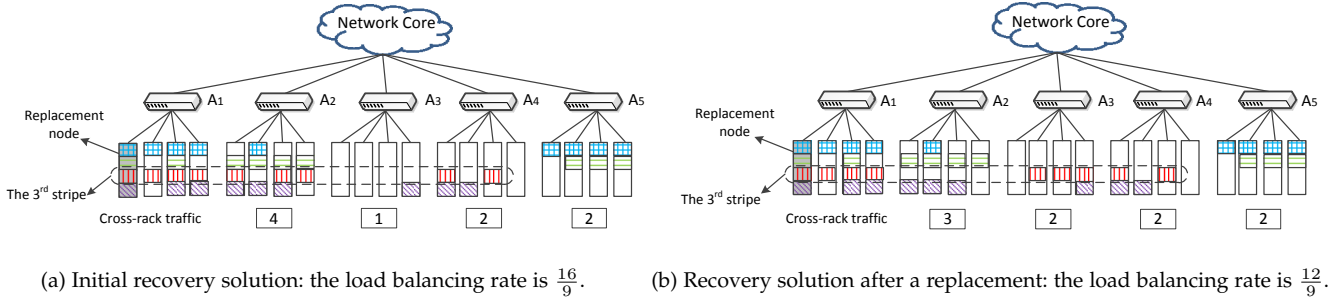 Network Core
A1
A2
A3
A4
A5
Replacement
node
The 3rd stripe
Cross-rack traffic
4
1
2
2
(a) Initial recovery solution: the load balancing rate is 16/9.
Network Core
A1
A2
A3
A4
A5
Replacement
node
The 3rd stripe
Cross-rack traffic
3
2
2
2
(b) Recovery solution after a replacement: the load balancing rate is 12/9.